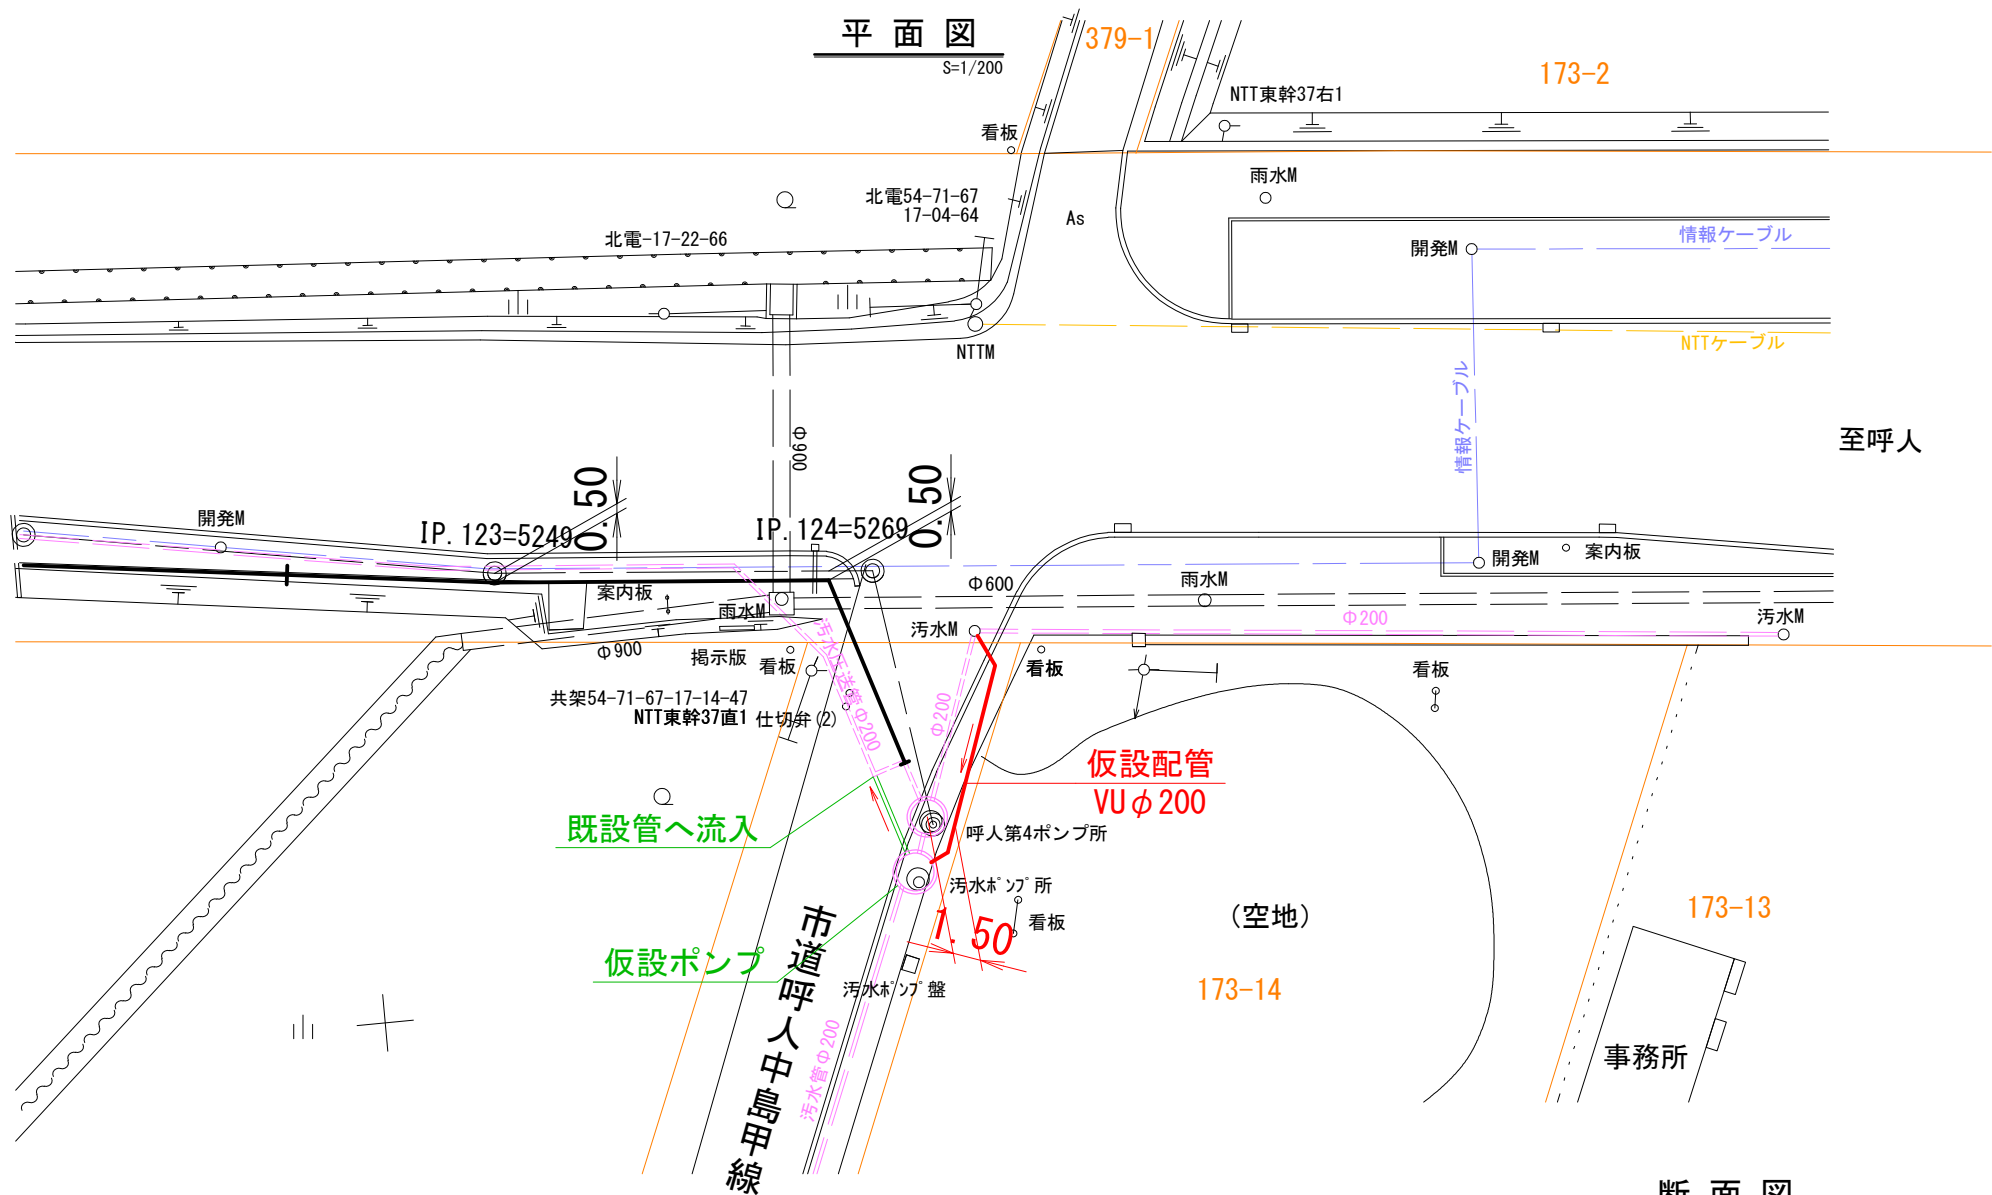 平面図
S=1/200
379-1
173-2
NTT東幹37右1
看板
雨水M
北電54-71-67
17-04-64
As
北電-17-22-66
情報ケーブル
開発M
NTTM
NTTケーブル
情報ケーブル
Φ900
至呼人
0.50
0.50
開発M
IP.123=5249
IP.124=5269
開発M
案内板
Φ600
雨水M
案内板
雨水M
汚水M
Φ200
汚水M
Φ900
掲示版
看板
看板
看板
汚水圧送管Φ200
共架54-71-67-17-14-47
NTT東幹37直1
仕切弁(2)
Φ200
仮設配管
VUφ200
既設管へ流入
呼人第4ポンプ所
汚水ポンプ所
看板
1.50
(空地)
173-13
仮設ポンプ
汚水ポンプ盤
173-14
市道呼人中島甲線
汚水管Φ200
事務所
断面図